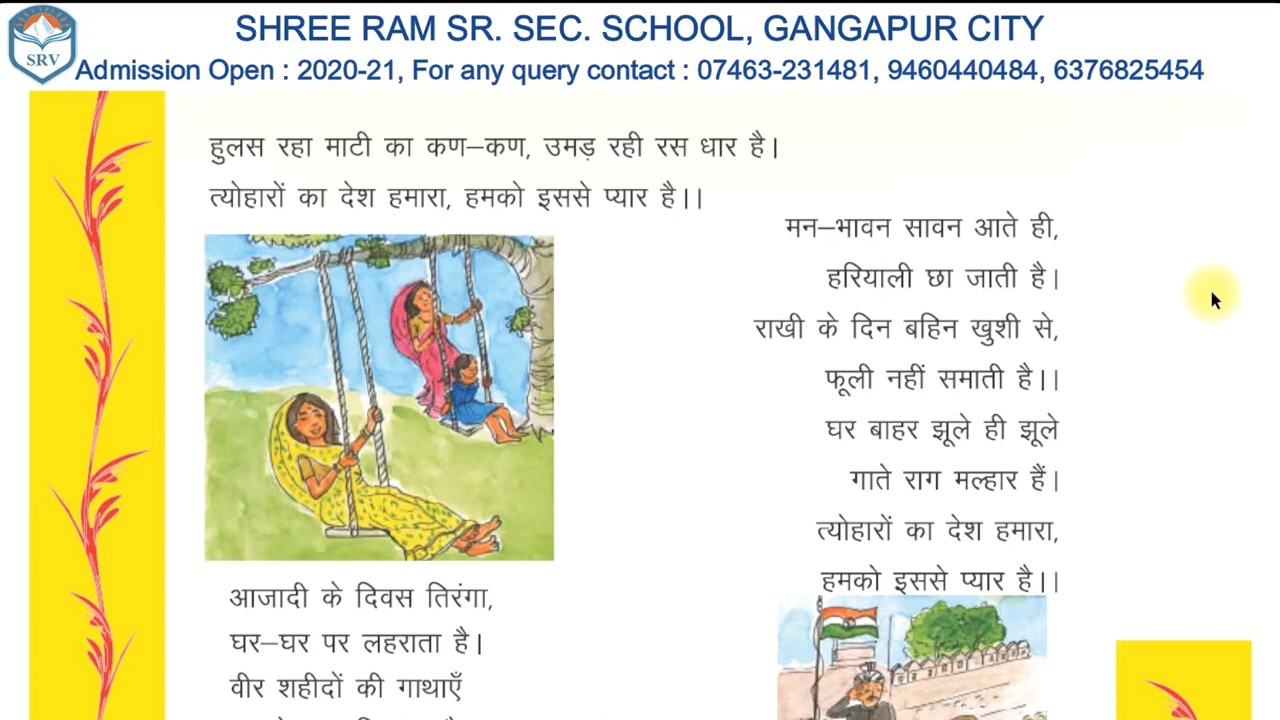 SHREE RAM SR. SEC. SCHOOL, GANGAPUR CITY
SRV
Admission Open : 2020-21, For any query contact : 07463-231481, 9460440484, 6376825454
हुलस रहा माटी का कण–कण, उमड़ रही रस धार है।
त्योहारों का देश हमारा, हमको इससे प्यार है।।
मन–भावन सावन आते ही,
हरियाली छा जाती है।
राखी के दिन बहिन खुशी से,
फूली नहीं समाती है।।
घर बाहर झूले ही झूले
गाते राग मल्हार हैं।
त्योहारों का देश हमारा,
हमको इससे प्यार है।।
आजादी के दिवस तिरंगा,
घर–घर पर लहराता है।
वीर शहीदों की गाथाएँ